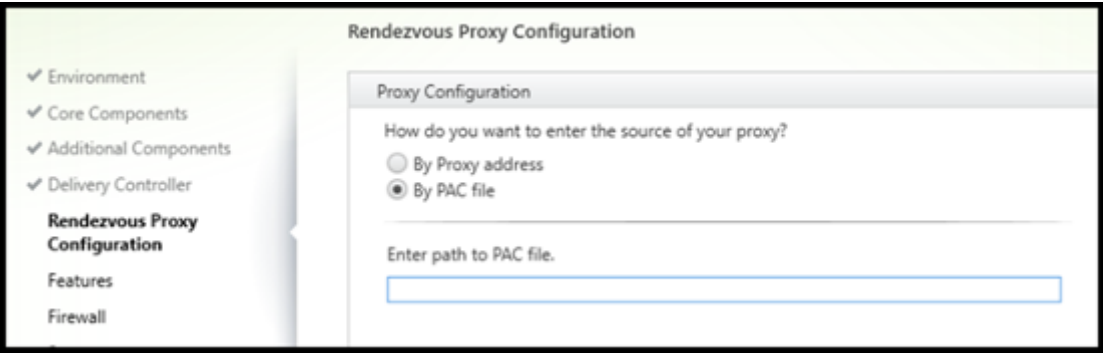 Rendezvous Proxy Configuration
Environment
Core Components
Additional Components
Delivery Controller
Rendezvous Proxy
Configuration
Features
Firewall
Proxy Configuration
How do you want to enter the source of your proxy?
By Proxy address
By PAC file
Enter path to PAC file.